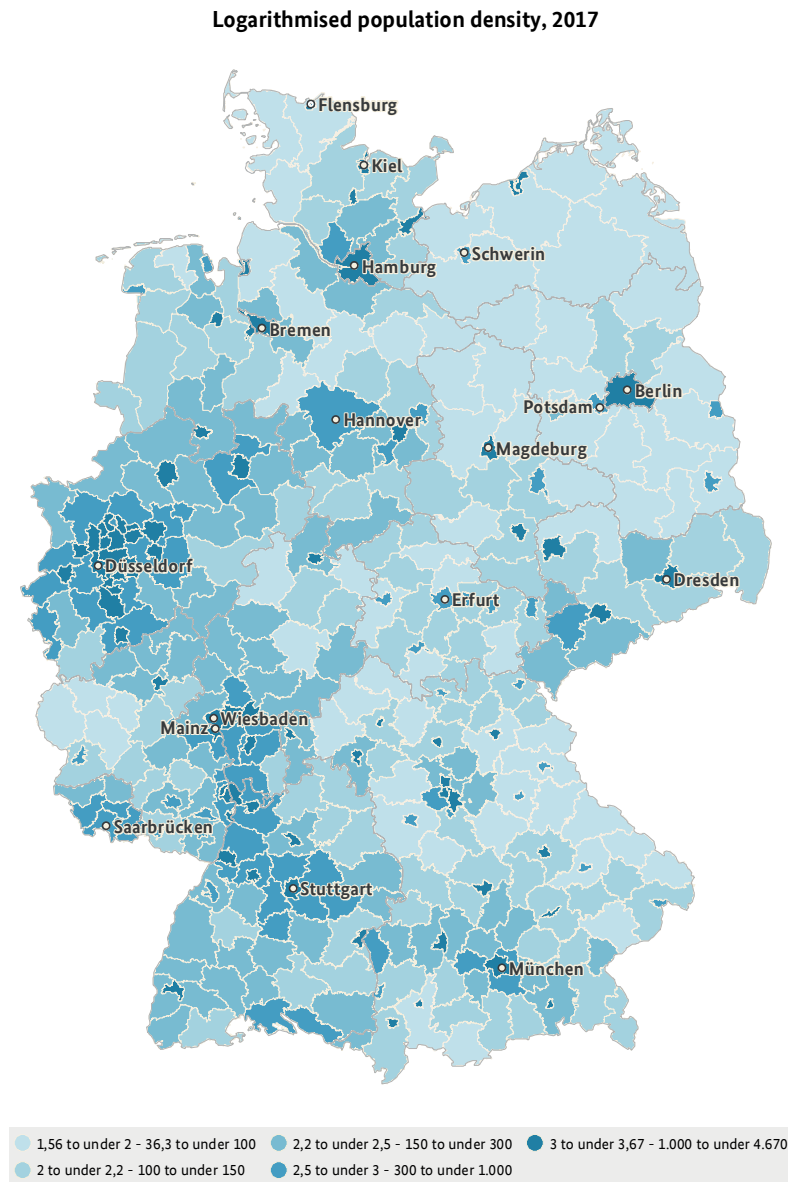 Logarithmised population density, 2017
Flensburg
Kiel
Schwerin
Hamburg
Bremen
Berlin
Potsdam
Hannover
Magdeburg
Düsseldorf
Dresden
Erfurt
Wiesbaden
Mainz
Saarbrücken
Stuttgart
München
1,56 to under 2 - 36,3 to under 100
2,2 to under 2,5 - 150 to under 300
3 to under 3,67 - 1.000 to under 4.670
2 to under 2,2 - 100 to under 150
2,5 to under 3 - 300 to under 1.000